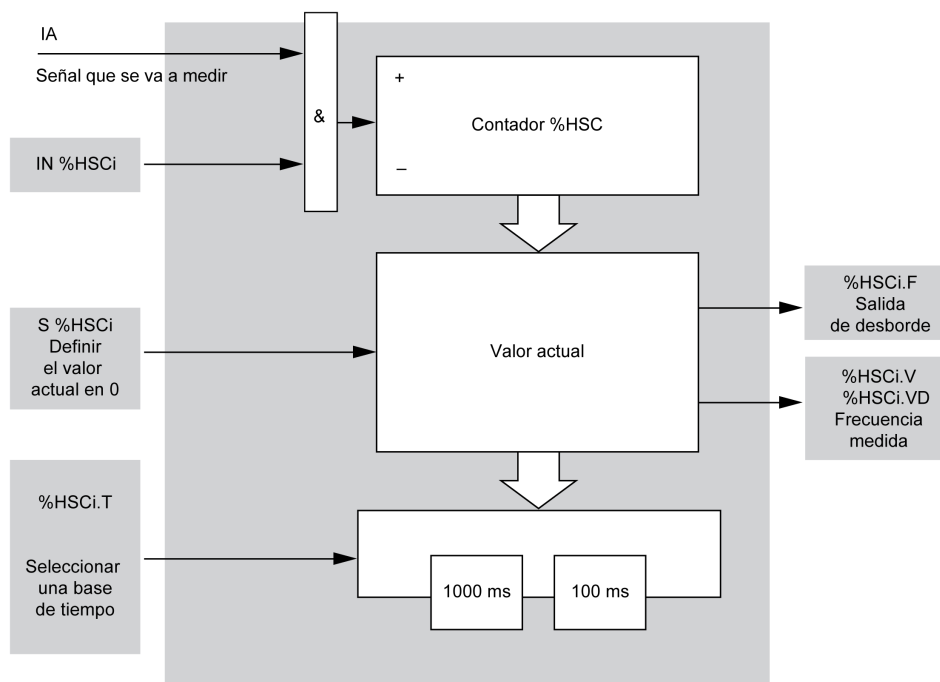 IA
Señal que se va a medir
IN %HSCi
&
+
Contador %HSC
–
S %HSCi
Definir
el valor
actual en 0
Valor actual
%HSCi.F
Salida
de desborde
%HSCi.V
%HSCi.VD
Frecuencia
medida
%HSCi.T
Seleccionar
una base
de tiempo
1000 ms
100 ms